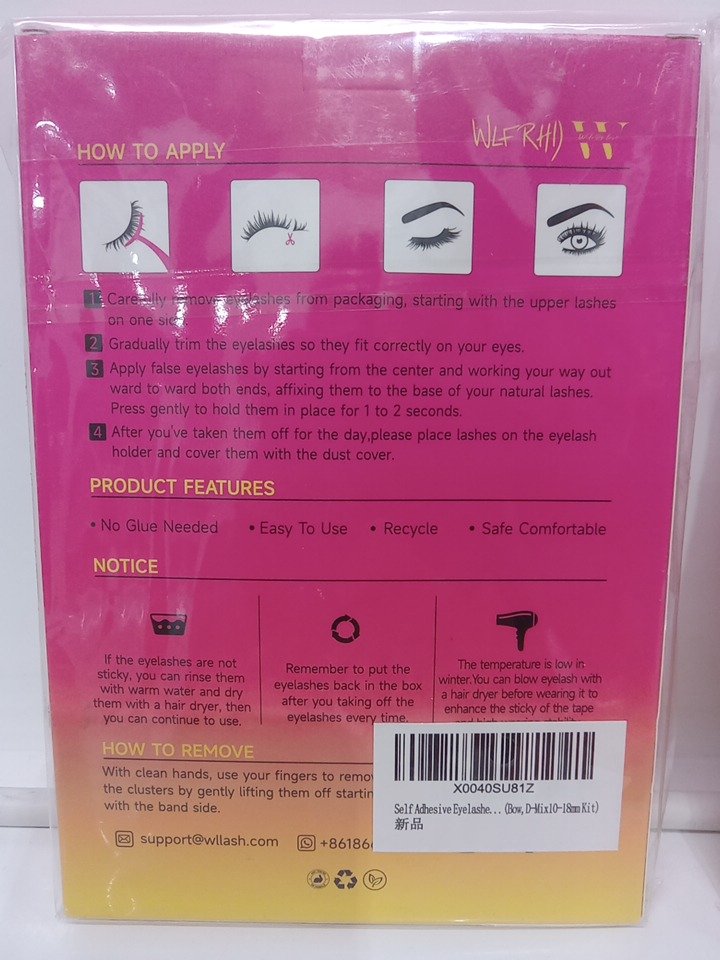 WLFRHD W
HOW TO APPLY
1 Carefully remove eyelashes from packaging, starting with the upper lashes
on one side.
2 Gradually trim the eyelashes so they fit correctly on your eyes.
3 Apply false eyelashes by starting from the center and working your way out
ward to ward both ends, affixing them to the base of your natural lashes.
Press gently to hold them in place for 1 to 2 seconds.
4 After you've taken them off for the day,please place lashes on the eyelash
holder and cover them with the dust cover.
PRODUCT FEATURES
• No Glue Needed • Easy To Use • Recycle • Safe Comfortable
NOTICE
If the eyelashes are not
sticky, you can rinse them
with warm water and dry
them with a hair dryer, then
you can continue to use.
Remember to put the
eyelashes back in the box
after you taking off the
eyelashes every time.
The temperature is low in
winter.You can blow eyelash with
a hair dryer before wearing it to
enhance the sticky of the tape
HOW TO REMOVE
With clean hands, use your fingers to remov
the clusters by gently lifting them off startin
with the band side.
support@wllash.com
+86186
X0040SU81Z
Self Adhesive Eyelashe... (Bow, D-Mix10-18mm Kit)
新品